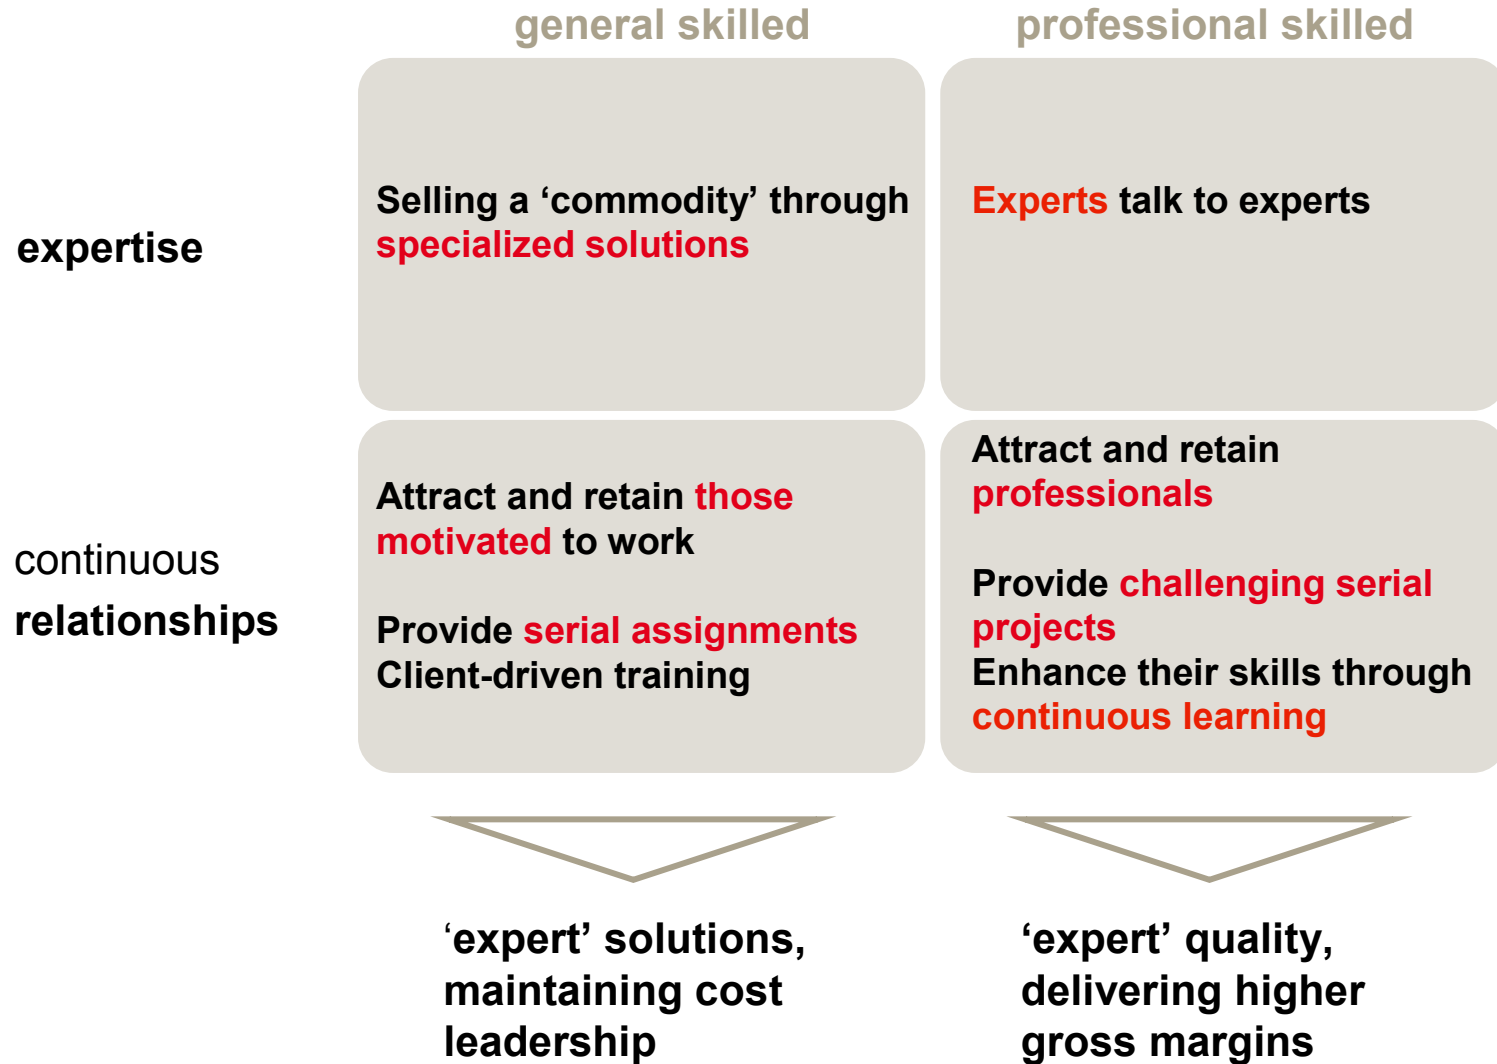 general skilled
professional skilled
expertise
Selling a ‘commodity’ through
specialized solutions
Experts talk to experts
continuous
relationships
Attract and retain those
motivated to work
Provide serial assignments
Client-driven training
Attract and retain
professionals
Provide challenging serial
projects
Enhance their skills through
continuous learning
‘expert’ solutions,
maintaining cost
leadership
‘expert’ quality,
delivering higher
gross margins